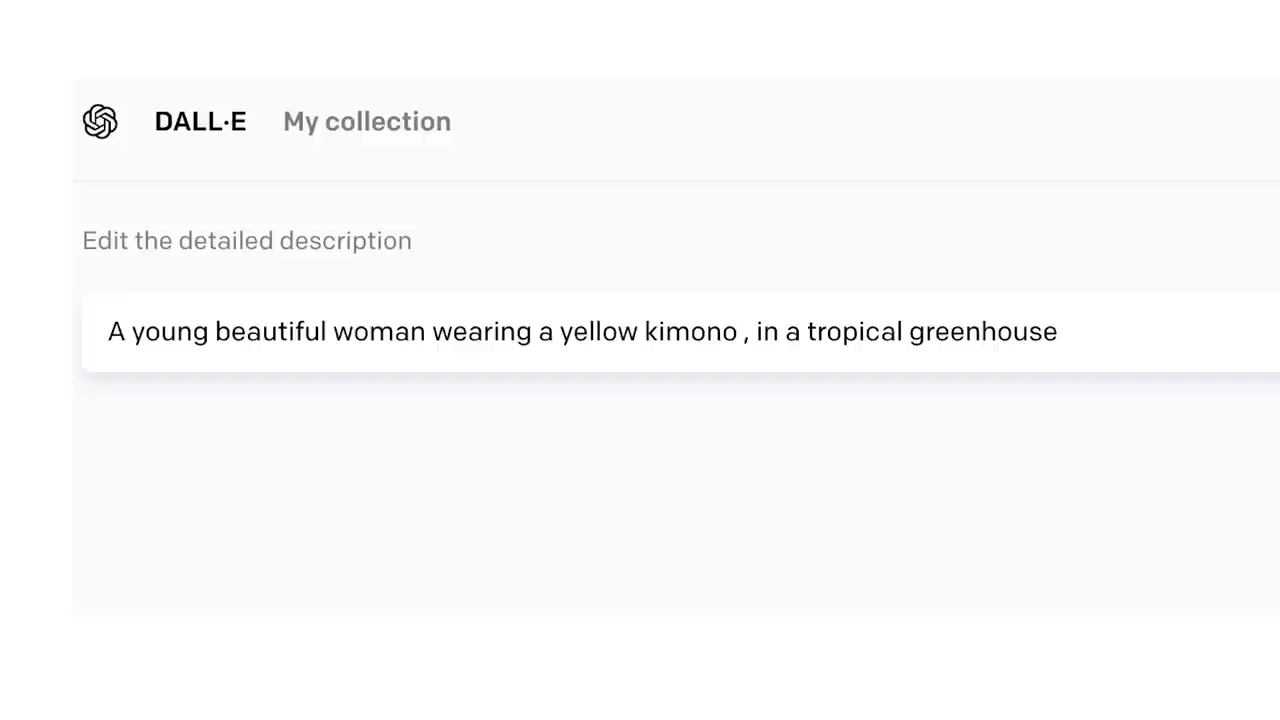 DALL·E My collection
Edit the detailed description
A young beautiful woman wearing a yellow kimono , in a tropical greenhouse